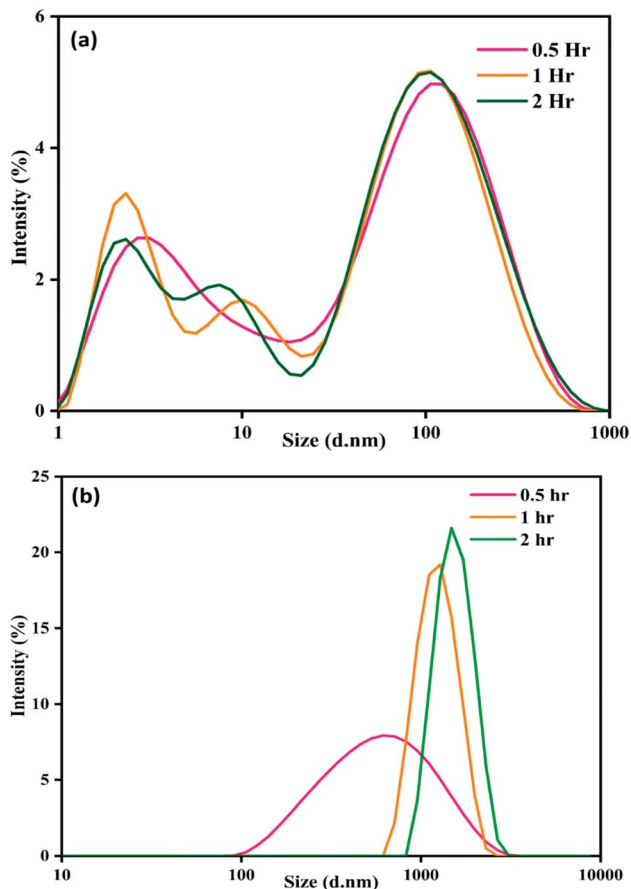 (a)
0.5 Hr
1 Hr
2 Hr
6
4
2
0
Intensity (%)
1 10 100 1000
Size (d.nm)
(b)
0.5 hr
1 hr
2 hr
25
20
15
10
5
0
Intensity (%)
10 100 1000 10000
Size (d.nm)